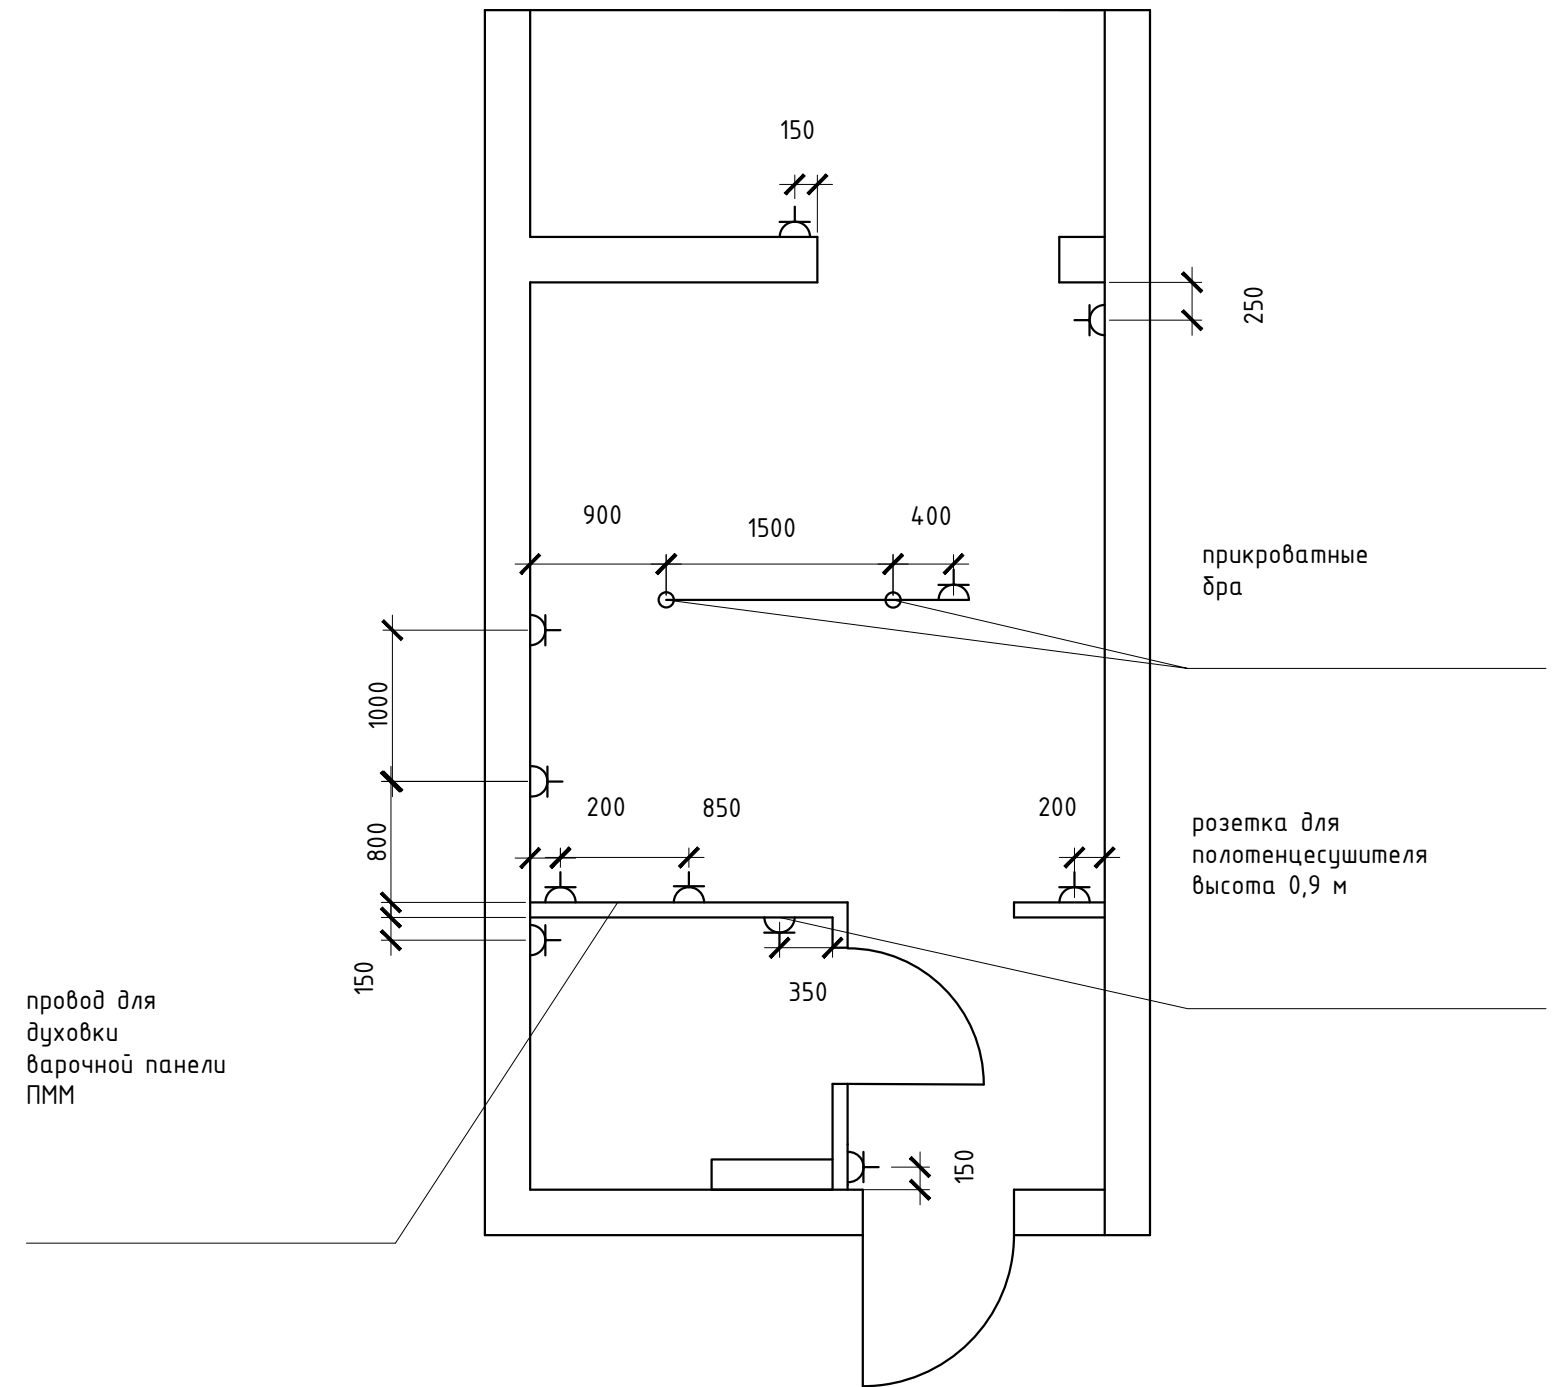 150
250
900
1500
400
прикроватные
бра
1000
800
200
850
200
розетка для
полотенцесушителя
высота 0,9 м
150
350
провод для
духовки
варочной панели
ПММ
150